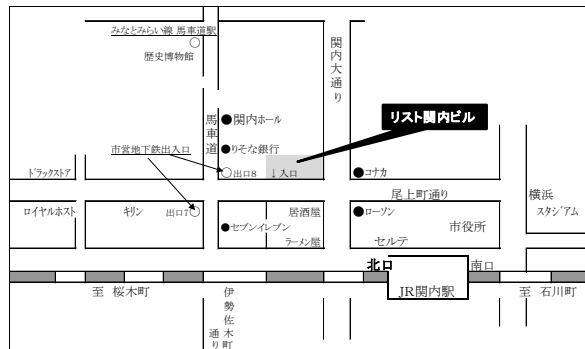 みなとみらい線 馬車道駅
歴史博物館
関内大通り
馬車道
関内ホール
リスト関内ビル
市営地下鉄出入口
りそな銀行
ドラックストア
出口8
↓入口
コナカ
尾上町通り
横浜
スタジアム
ロイヤルホスト
キリン
出口7
居酒屋
ローソン
市役所
セブンイレブン
ラーメン屋
セルテ
北口
南口
至 桜木町
伊勢佐木町通り
JR関内駅
至 石川町